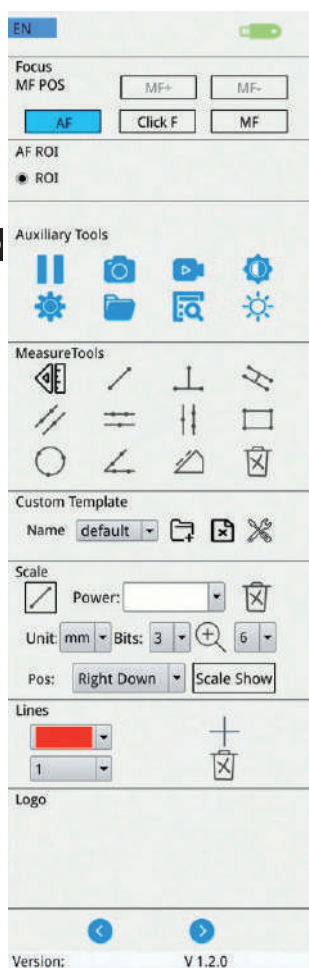 EN
Focus
MF POS MF+ MF-
AF Click F MF
AF ROI
ROI
Auxiliary Tools
MeasureTools
Custom Template
Name default
Scale
Power:
Unit: mm Bits: 3 6
Pos: Right Down Scale Show
Lines
1
Logo
Version: V 1.2.0